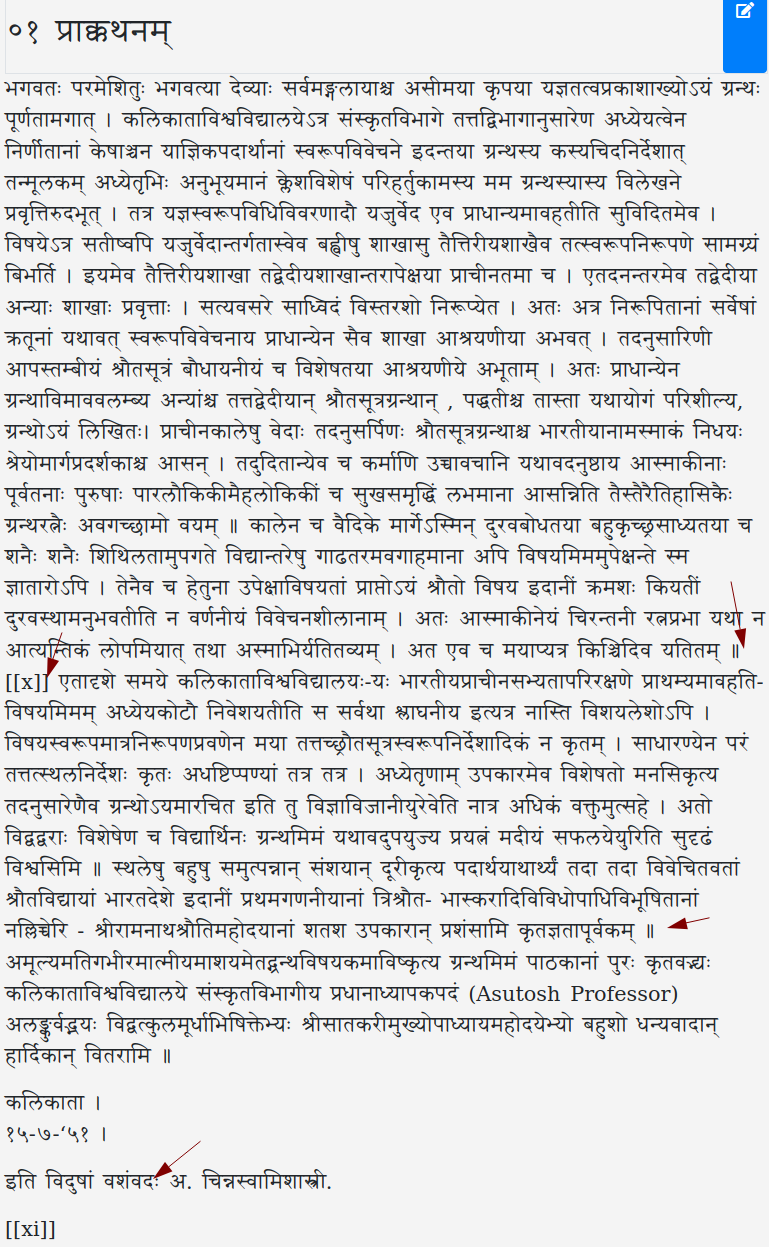 ०१ प्राक्कथनम्
भगवतः परमेशितुः भगवत्या देव्याः सर्वमङ्गलायाश्च असीमया कृपया यज्ञतत्वप्रकाशाख्योऽयं ग्रन्थः
पूर्णतामगात् । कलिकाताविश्वविद्यालयेऽत्र संस्कृतविभागे तत्तद्विभागानुसारेण अध्येयत्वेन
निर्णीतानां केषाञ्चन याज्ञिकपदार्थानां स्वरूपविवेचने इदन्तया ग्रन्थस्य कस्यचिदनिर्देशात्
तन्मूलकम् अध्येतृभिः अनुभूयमानं क्लेशविशेषं परिहर्तुकामस्य मम ग्रन्थस्यास्य विलेखने
प्रवृत्तिरुदभूत् । तत्र यज्ञस्वरूपविधिविवरणादौ यजुर्वेद एव प्राधान्यमावहतीति सुविदितमेव ।
विषयेऽत्र सतीष्वपि यजुर्वेदान्तर्गतास्वेव बह्वीषु शाखासु तैत्तिरीयशाखैव तत्स्वरूपनिरूपणे सामग्र्यं
बिभर्ति । इयमेव तैत्तिरीयशाखा तद्वेदीयशाखान्तरापेक्षया प्राचीनतमा च । एतदनन्तरमेव तद्वेदीया
अन्याः शाखाः प्रवृत्ताः । सत्यवसरे साध्विदं विस्तरशो निरूप्येत । अतः अत्र निरूपितानां सर्वेषां
क्रतूनां यथावत् स्वरूपविवेचनाय प्राधान्येन सैव शाखा आश्रयणीया अभवत् । तदनुसारिणी
आपस्तम्बीयं श्रौतसूत्रं बौधायनीयं च विशेषतया आश्रयणीये अभूताम् । अतः प्राधान्येन
ग्रन्थाविमाववलम्ब्य अन्यांश्च तत्तद्वेदीयान् श्रौतसूत्रग्रन्थान् , पद्धतीश्च तास्ता यथायोगं परिशील्य,
ग्रन्थोऽयं लिखितः। प्राचीनकालेषु वेदाः तदनुसर्पिणः श्रौतसूत्रग्रन्थाश्च भारतीयानामस्माकं निधयः
श्रेयोमार्गप्रदर्शकाश्च आसन् । तदुदितान्येव च कर्माणि उच्चावचानि यथावदनुष्ठाय आस्माकीनाः
पूर्वतनाः पुरुषाः पारलौकिकीमैहलोकिकीं च सुखसमृद्धिं लभमाना आसन्निति तैस्तैरैतिहासिकैः
ग्रन्थरत्नैः अवगच्छामो वयम् ॥ कालेन च वैदिके मार्गेऽस्मिन् दुरवबोधतया बहुकृच्छ्रसाध्यतया च
शनैः शनैः शिथिलतामुपगते विद्यान्तरेषु गाढतरमवगाहमाना अपि विषयमिममुपेक्षन्ते स्म
ज्ञातारोऽपि । तेनैव च हेतुना उपेक्षाविषयतां प्राप्तोऽयं श्रौतो विषय इदानीं क्रमशः कियतीं
दुरवस्थामनुभवतीति न वर्णनीयं विवेचनशीलानाम् । अतः आस्माकीनेयं चिरन्तनी रत्नप्रभा यथा न
आत्यन्तिकं लोपमियात् तथा अस्माभिर्यतितव्यम् । अत एव च मयाप्यत्र किञ्चिदिव यतितम् ॥
[[x]] एतादृशे समये कलिकाताविश्वविद्यालयः-यः भारतीयप्राचीनसभ्यतापरिरक्षणे प्राथम्यमावहति-
विषयमिमम् अध्येयकोटौ निवेशयतीति स सर्वथा श्लाघनीय इत्यत्र नास्ति विशयलेशोऽपि ।
विषयस्वरूपमात्रनिरूपणप्रवणेन मया तत्तच्छ्रौतसूत्रस्वरूपनिर्देशादिकं न कृतम् । साधारण्येन परं
तत्तत्स्थलनिर्देशः कृतः अधष्टिप्पण्यां तत्र तत्र । अध्येतृणाम् उपकारमेव विशेषतो मनसिकृत्य
तदनुसारेणैव ग्रन्थोऽयमारचित इति तु विज्ञाविजानीयुरेवेति नात्र अधिकं वक्तुमुत्सहे । अतो
विद्वद्वराः विशेषेण च विद्यार्थिनः ग्रन्थमिमं यथावदुपयुज्य प्रयत्नं मदीयं सफलयेयुरिति सुदृढं
विश्वसिमि ॥ स्थलेषु बहुषु समुत्पन्नान् संशयान् दूरीकृत्य पदार्थयाथार्थ्यं तदा तदा विवेचितवतां
श्रौतविद्यायां भारतदेशे इदानीं प्रथमगणनीयानां त्रिश्रौत- भास्करादिविविधोपाधिविभूषितानां
नल्लिच्चेरि - श्रीरामनाथश्रौतिमहोदयानां शतश उपकारान् प्रशंसामि कृतज्ञतापूर्वकम् ॥
अमूल्यमतिगभीरमात्मीयमाशयमेतद्ग्रन्थविषयकमाविष्कृत्य ग्रन्थमिमं पाठकानां पुरः कृतवद्भ्यः
कलिकाताविश्वविद्यालये संस्कृतविभागीय प्रधानाध्यापकपदं (Asutosh Professor)
अलङ्कुर्वद्भ्यः विद्वत्कुलमूर्धाभिषिक्तेभ्यः श्रीसातकरीमुख्योपाध्यायमहोदयेभ्यो बहुशो धन्यवादान्
हार्दिकान् वितरामि ॥
कलिकाता ।
१५-७-‘५१ ।
इति विदुषां वशंवदः अ. चिन्नस्वामिशास्त्री.
[[xi]]